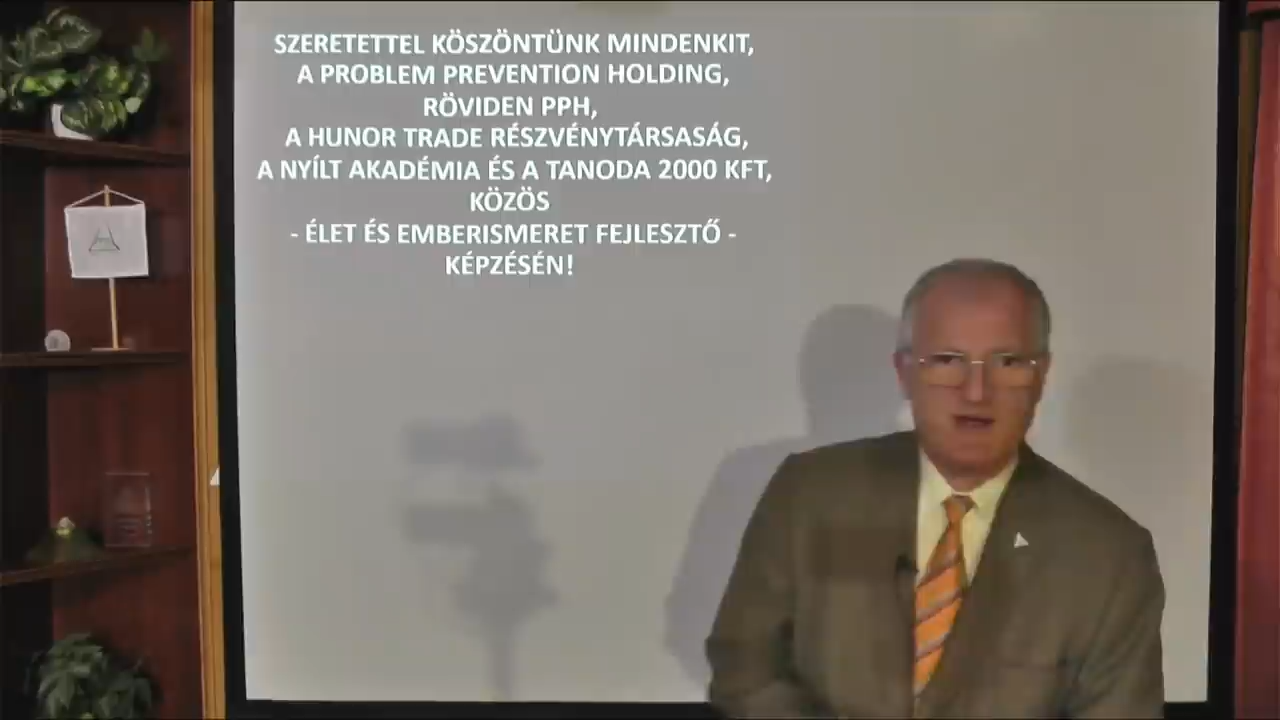 SZERETETTEL KÖSZÖNTÜNK MINDENKIT,
A PROBLEM PREVENTION HOLDING,
RÖVIDEN PPH,
A HUNOR TRADE RÉSZVÉNYTÁRSASÁG,
A NYÍLT AKADÉMIA ÉS A TANODA 2000 KFT,
KÖZÖS
- ÉLET ÉS EMBERISMERET FEJLESZTŐ -
KÉPZÉSÉN!